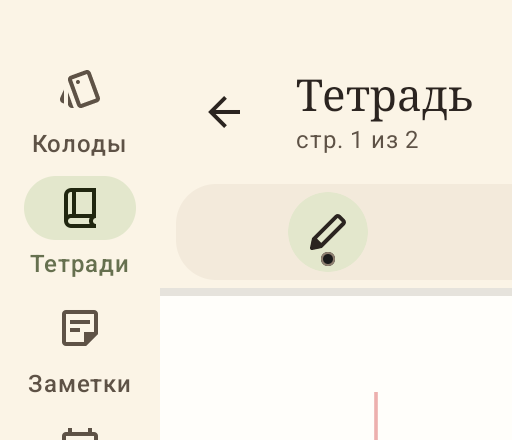 Тетрадь
стр. 1 из 2
Колоды
Тетради
Заметки